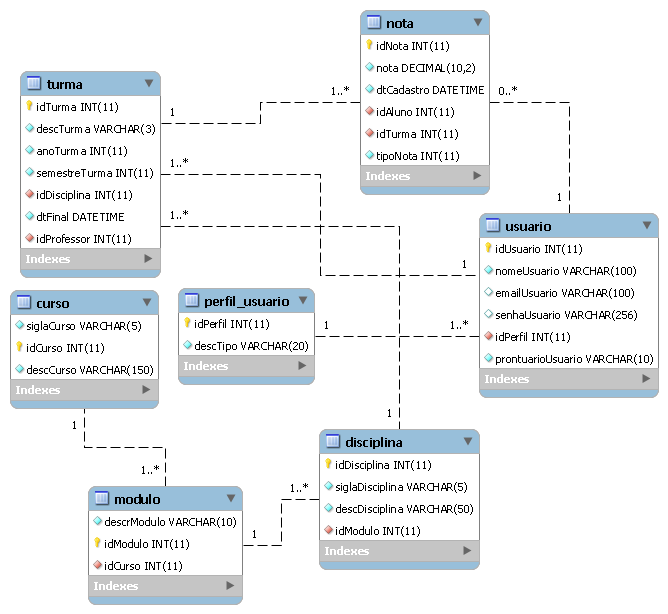 nota
idNota INT(11)
nota DECIMAL(10,2)
dtCadastro DATETIME
idAluno INT(11)
idTurma INT(11)
tipoNota INT(11)
Indexes
turma
idTurma INT(11)
descTurma VARCHAR(3)
anoTurma INT(11)
semestreTurma INT(11)
idDisciplina INT(11)
dtFinal DATETIME
idProfessor INT(11)
Indexes
1
1..*
0..*
1
1..*
1
1..*
1
usuario
idUsuario INT(11)
nomeUsuario VARCHAR(100)
emailUsuario VARCHAR(100)
senhaUsuario VARCHAR(256)
idPerfil INT(11)
prontuarioUsuario VARCHAR(10)
Indexes
curso
siglaCurso VARCHAR(5)
idCurso INT(11)
descCurso VARCHAR(150)
Indexes
perfil_usuario
idPerfil INT(11)
descTipo VARCHAR(20)
Indexes
1
1..*
1
1..*
disciplina
idDisciplina INT(11)
siglaDisciplina VARCHAR(5)
descDisciplina VARCHAR(50)
idModulo INT(11)
Indexes
modulo
descrModulo VARCHAR(10)
idModulo INT(11)
idCurso INT(11)
Indexes
1
1..*